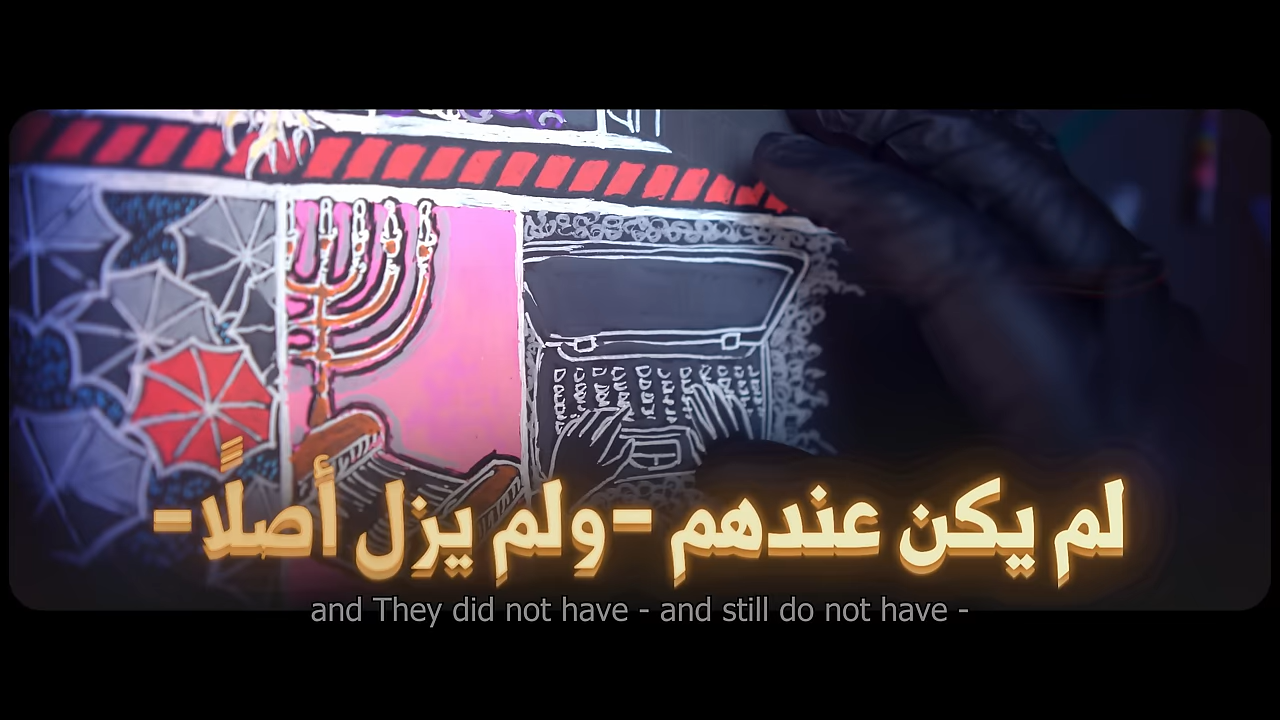 لم يكن عندهم -ولم يزل أصلًا-
and They did not have - and still do not have -